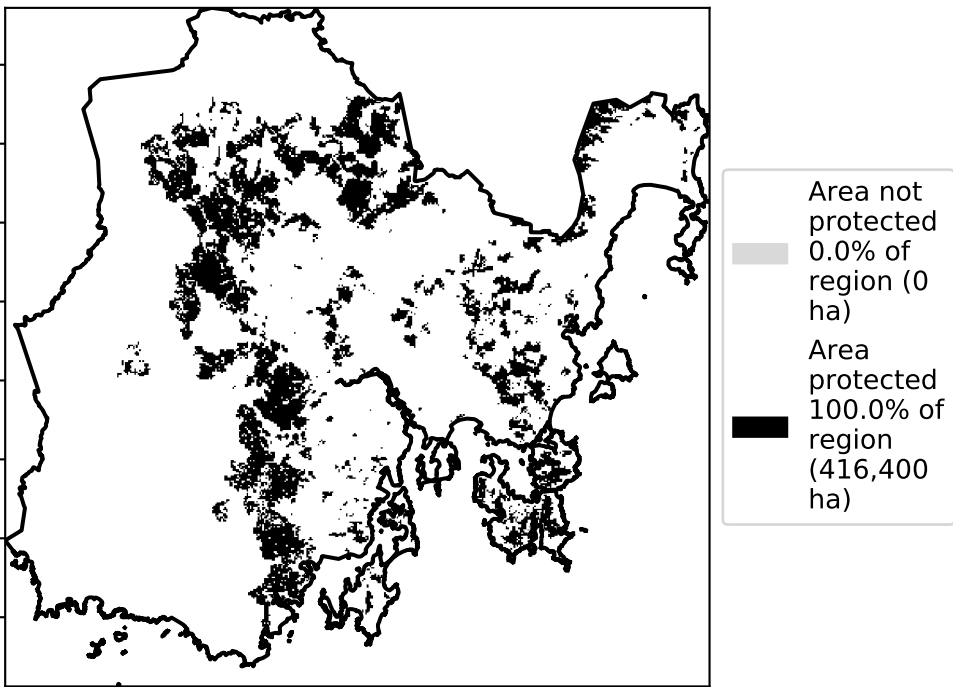 Area not
protected
0.0% of
region (0
ha)
Area
protected
100.0% of
region
(416,400
ha)